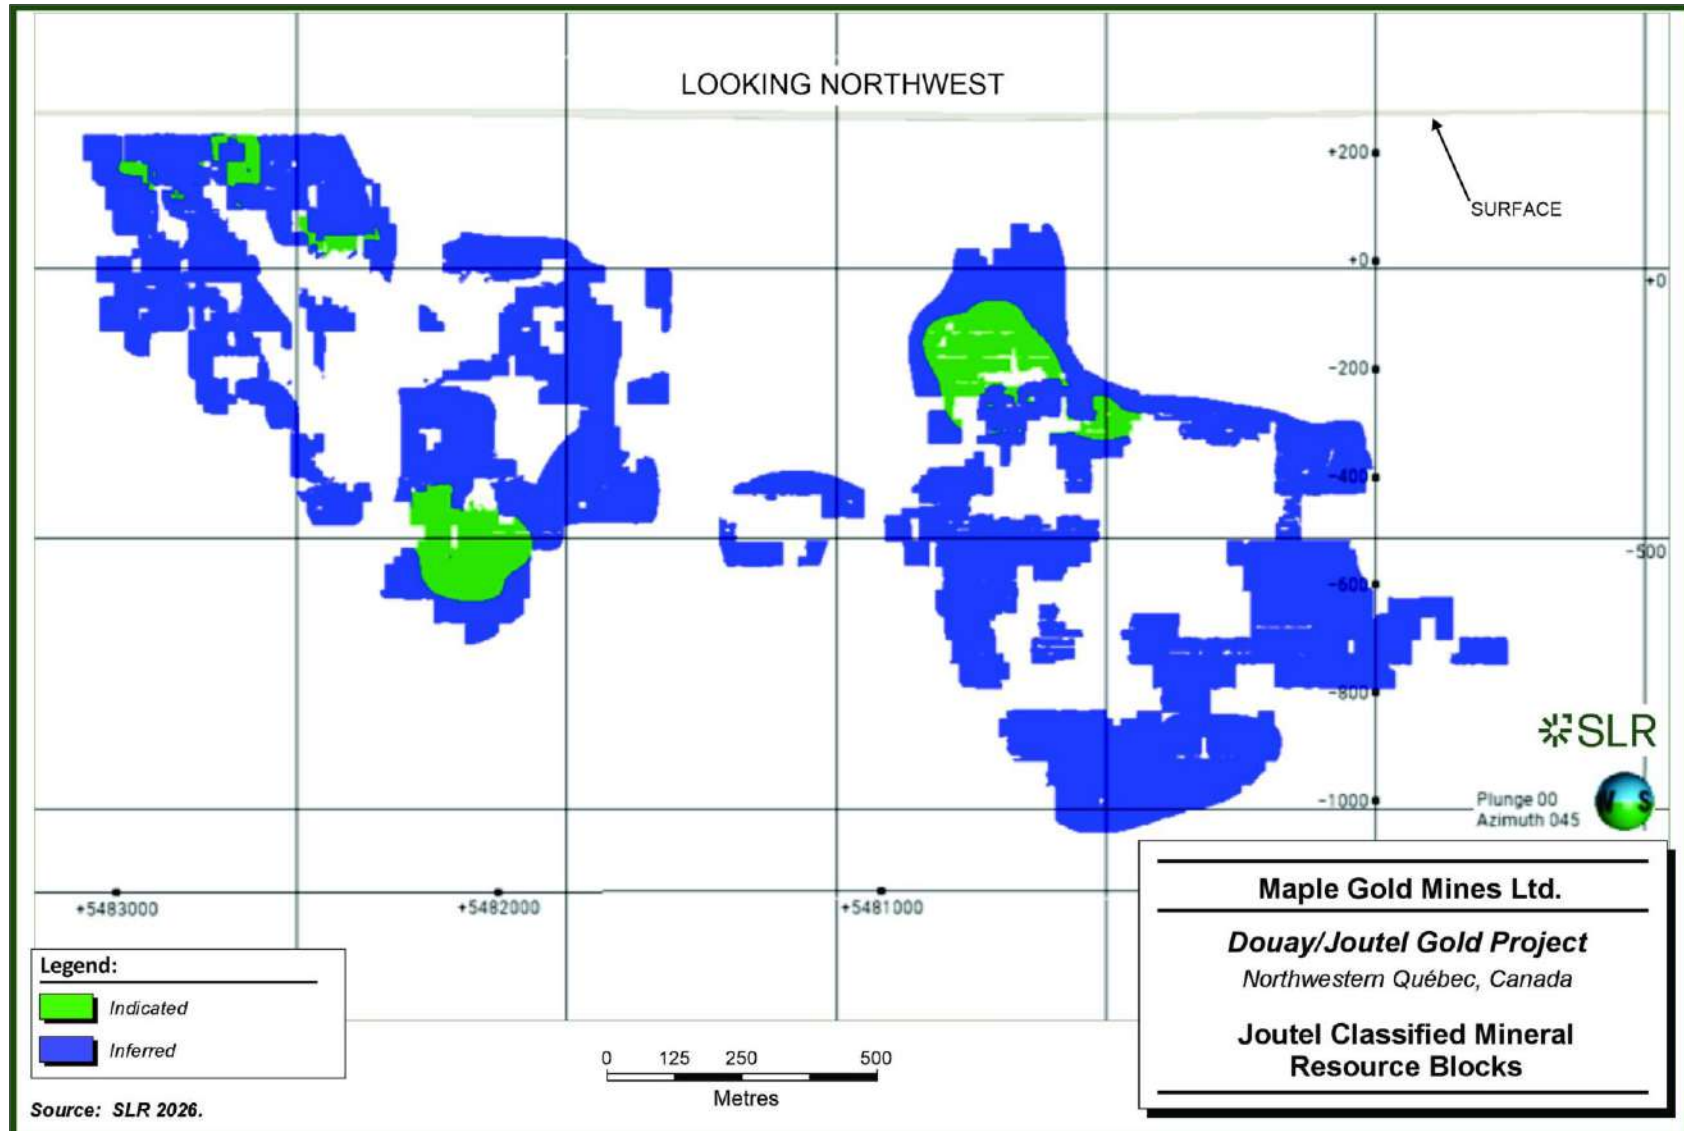 LOOKING NORTHWEST
+200
SURFACE
+0
+0
-200
-400
-500
-600
-800
SLR
-1000
Plunge 00
Azimuth 045
N S
+5483000
+5482000
+5481000
Legend:
Indicated
Inferred
0 125 250 500
Metres
Maple Gold Mines Ltd.
Douay/Joutel Gold Project
Northwestern Québec, Canada
Joutel Classified Mineral
Resource Blocks
Source: SLR 2026.